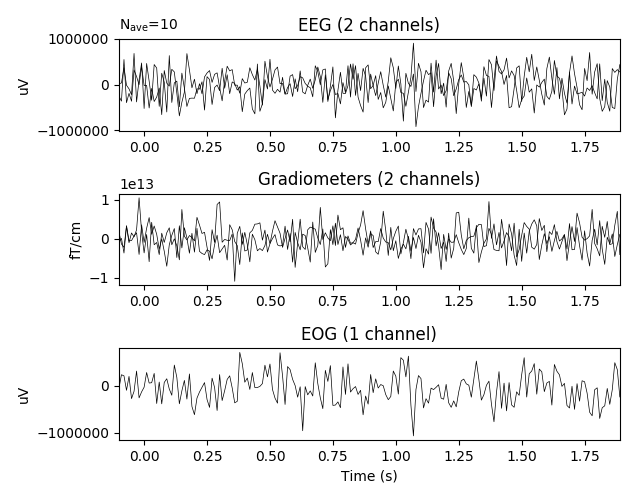 N_ave=10
EEG (2 channels)
1000000
0
−1000000
uV
0.00 0.25 0.50 0.75 1.00 1.25 1.50 1.75
1e13
Gradiometers (2 channels)
1
0
−1
fT/cm
0.00 0.25 0.50 0.75 1.00 1.25 1.50 1.75
EOG (1 channel)
0
−1000000
uV
0.00 0.25 0.50 0.75 1.00 1.25 1.50 1.75
Time (s)